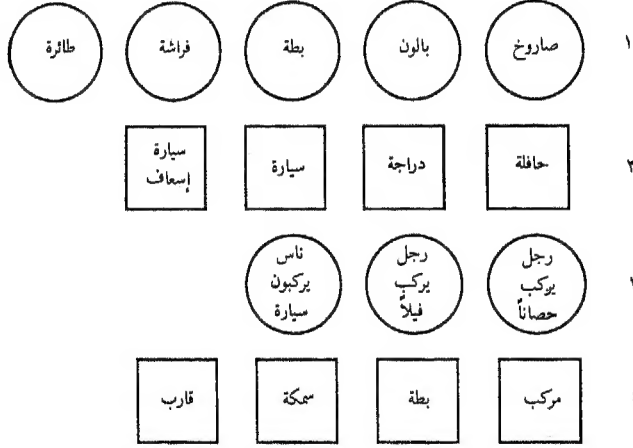 ١
صاروخ
بالون
بطة
فراشة
طائرة
حافلة
دراجة
سيارة
سيارة
إسعاف
رجل
يركب
حصاناً
رجل
يركب
فيلاً
ناس
يركبون
سيارة
مركب
بطة
سمكة
قارب